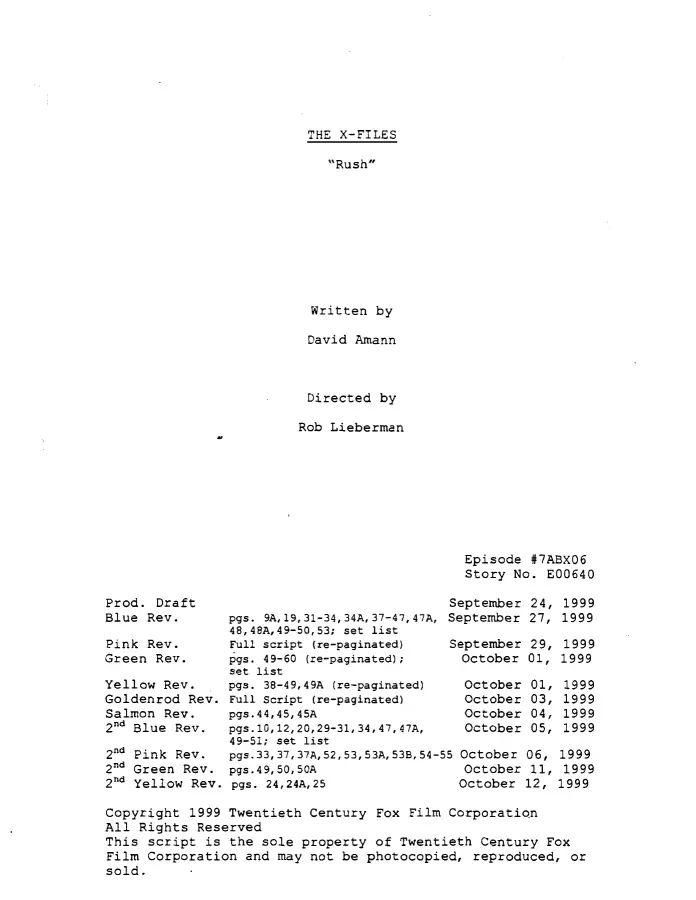 THE X-FILES
"Rush"
Written by
David Amann
Directed by
Rob Lieberman
Episode #7ABX06
Story No. E00640
Prod. Draft September 24, 1999
Blue Rev. pgs. 9A,19,31-34,34A,37-47,47A, September 27, 1999
48,48A,49-50,53; set list
Pink Rev. Full script (re-paginated) September 29, 1999
Green Rev. pgs. 49-60 (re-paginated); October 01, 1999
set list
Yellow Rev. pgs. 38-49,49A (re-paginated) October 01, 1999
Goldenrod Rev. Full Script (re-paginated) October 03, 1999
Salmon Rev. pgs.44,45,45A October 04, 1999
2nd Blue Rev. pgs.10,12,20,29-31,34,47,47A, October 05, 1999
49-51; set list
2nd Pink Rev. pgs.33,37,37A,52,53,53A,53B,54-55 October 06, 1999
2nd Green Rev. pgs.49,50,50A October 11, 1999
2nd Yellow Rev. pgs. 24,24A,25 October 12, 1999
Copyright 1999 Twentieth Century Fox Film Corporation
All Rights Reserved
This script is the sole property of Twentieth Century Fox
Film Corporation and may not be photocopied, reproduced, or
sold.